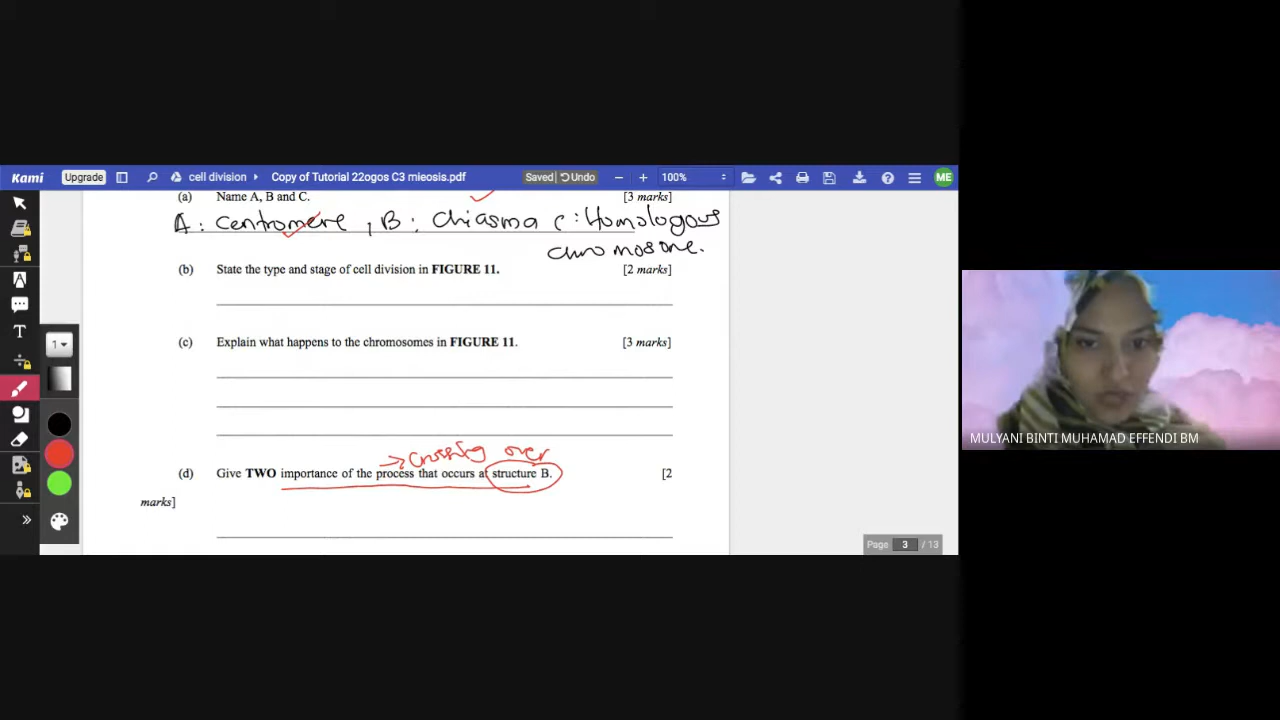 Kami
Upgrade
cell division
Copy of Tutorial 22ogos C3 mieosis.pdf
Saved
Undo
100%
ME
(a) Name A, B and C. [3 marks]
A : Centromere , B : Chiasma C : Homologous
chromosome.
(b) State the type and stage of cell division in FIGURE 11. [2 marks]
1
T
(c) Explain what happens to the chromosomes in FIGURE 11. [3 marks]
→ Crossing over
(d) Give TWO importance of the process that occurs at structure B. [2
marks]
Page 3 / 13
MULYANI BINTI MUHAMAD EFFENDI BM